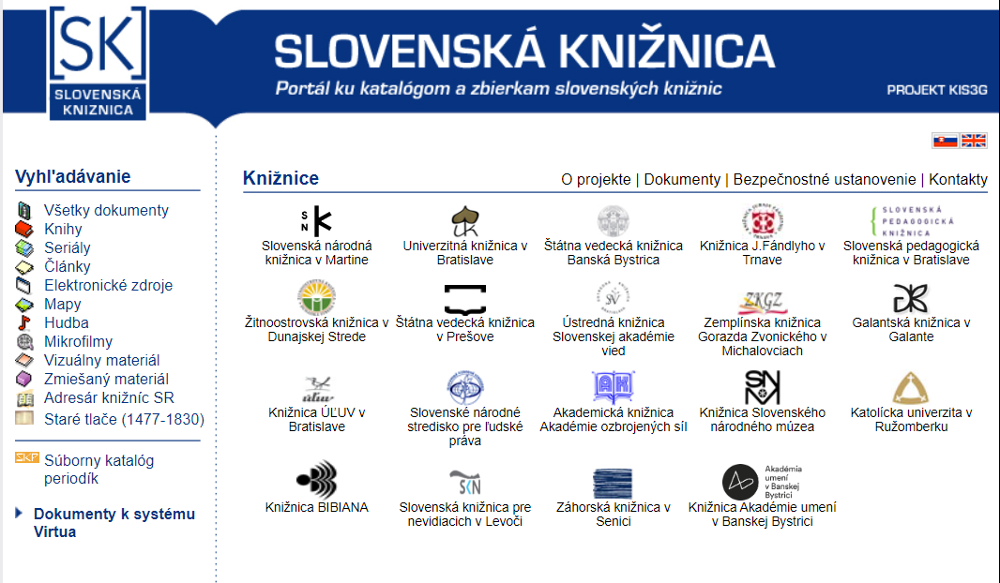 [SK]
SLOVENSKÁ
KNIZNICA
SLOVENSKÁ KNIŽNICA
Portál ku katalógom a zbierkam slovenských knižnic
PROJEKT KIS3G
Vyhľadávanie
Všetky dokumenty
Knihy
Seriály
Články
Elektronické zdroje
Mapy
Hudba
Mikrofilmy
Vizuálny materiál
Zmiešaný materiál
Adresár knižníc SR
Staré tlače (1477-1830)
SKP
Súborny katalóg
periodík
Dokumenty k systému
Virtua
Knižnice
O projekte | Dokumenty | Bezpečnostné ustanovenie | Kontakty
S
N K
Slovenská národná
knižnica v Martine
Univerzitná knižnica v
Bratislave
Štátna vedecká knižnica
Banská Bystrica
Knižnica J.Fándlyho v
Trnave
SLOVENSKÁ
PEDAGOGICKÁ
KNIŽNICA
Slovenská pedagogická
knižnica v Bratislave
Žitnoostrovská knižnica v
Dunajskej Strede
Štátna vedecká knižnica
v Prešove
Ústredná knižnica
Slovenskej akadémie
vied
ZKGZ
Zemplínska knižnica
Gorazda Zvonického v
Michalovciach
Galantská knižnica v
Galante
úľuv
Knižnica ÚĽUV v
Bratislave
Slovenské národné
stredisko pre ľudské
práva
AK
Akademická knižnica
Akadémie ozbrojených síl
SNM
Knižnica Slovenského
národného múzea
Katolícka univerzita v
Ružomberku
Knižnica BIBIANA
SKN
Slovenská knižnica pre
nevidiacich v Levoči
Záhorská knižnica v
Senici
Akadémia
umení
v Banskej
Bystrici
Knižnica Akadémie umení
v Banskej Bystrici